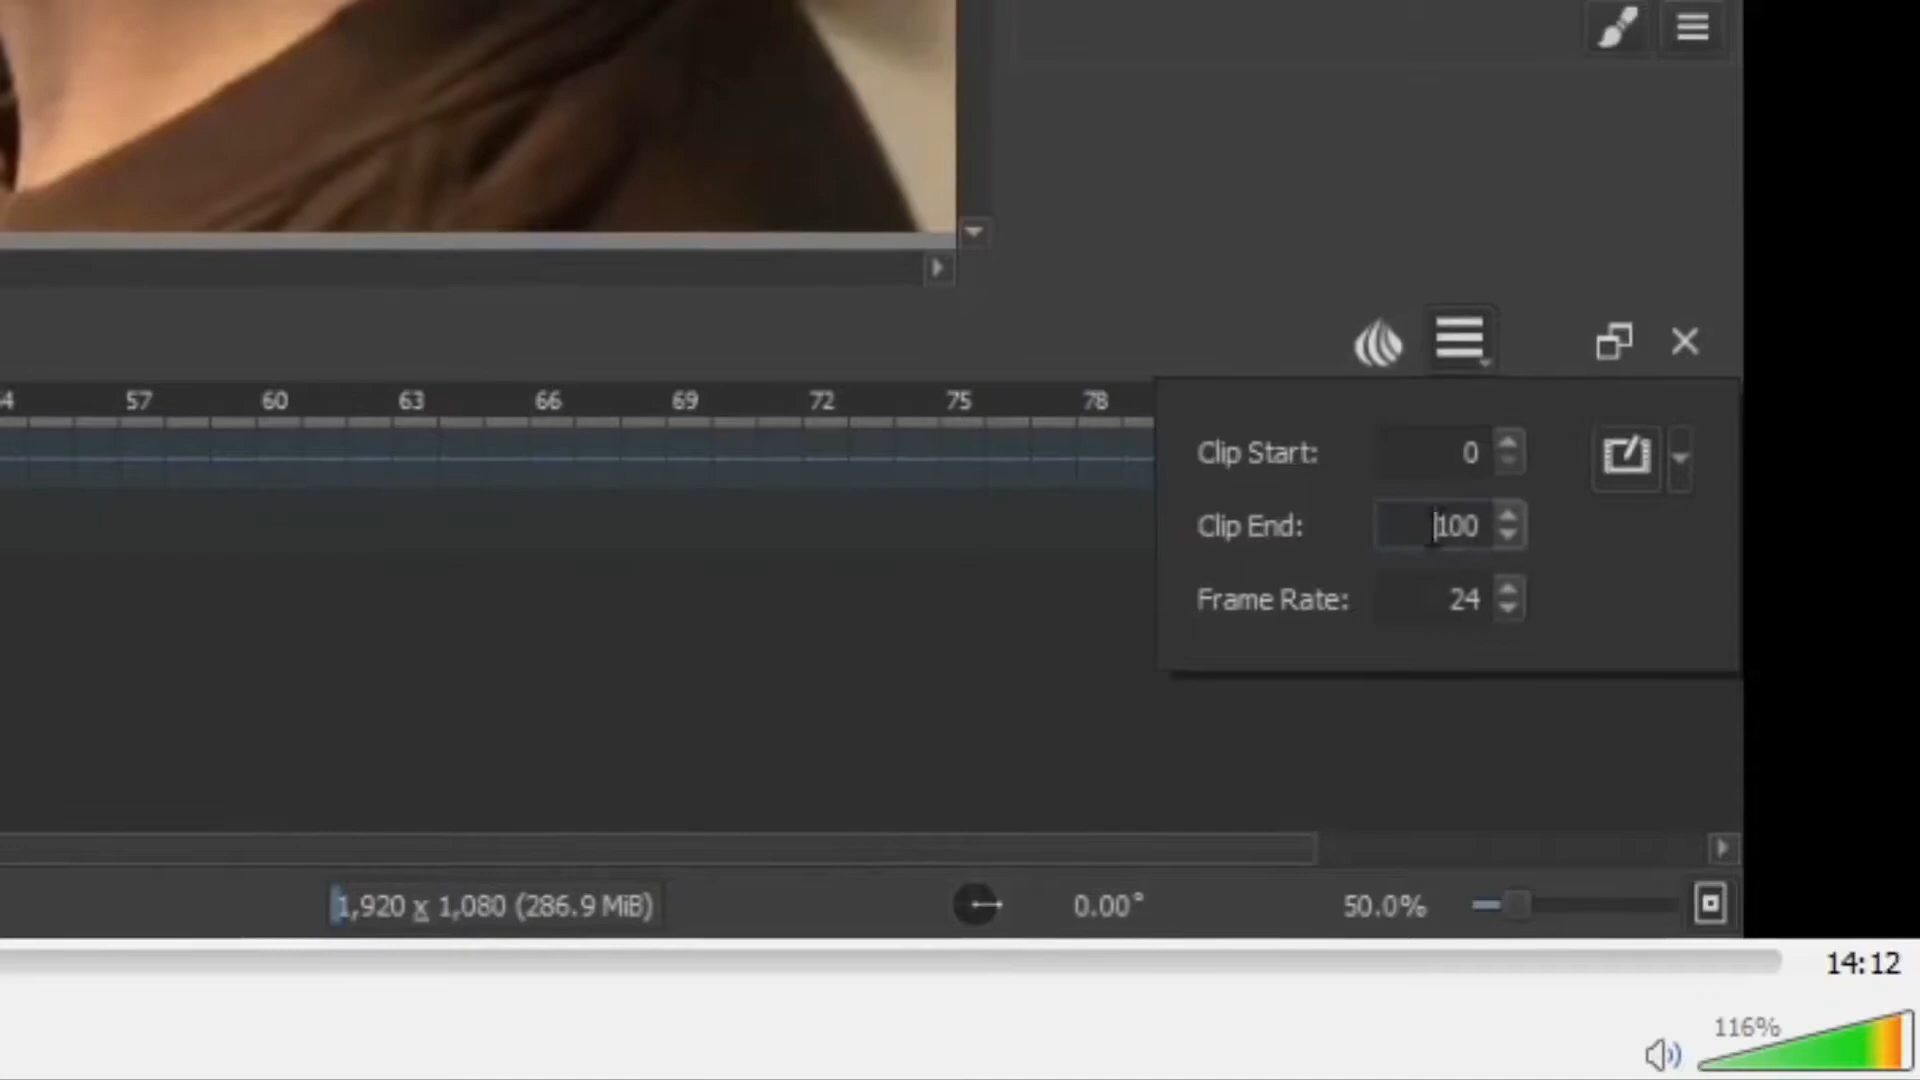 57 60 63 66 69 72 75 78
Clip Start: 0
Clip End: 100
Frame Rate: 24
1,920 x 1,080 (286.9 MiB) 0.00° 50.0%
14:12
116%